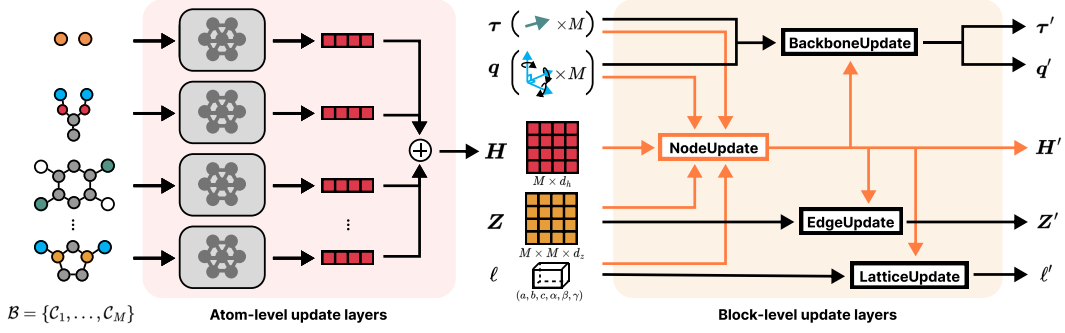 τ ( × M )
q ( × M )
H
M × d_h
Z
M × M × d_z
ℓ
(a, b, c, α, β, γ)
...
...
B = {C_1, . . . , C_M}
Atom-level update layers
BackboneUpdate
NodeUpdate
EdgeUpdate
LatticeUpdate
τ′
q′
H′
Z′
ℓ′
Block-level update layers